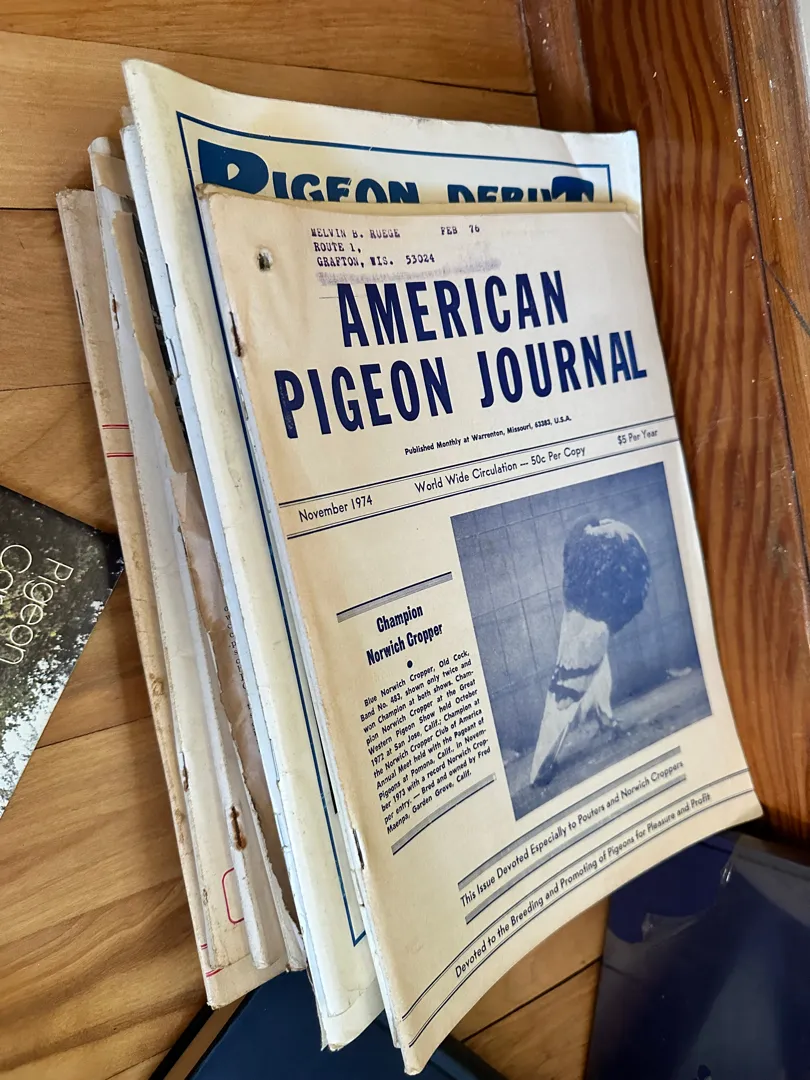 PIGEON DEBUT
MELVIN B. RUEGE FEB 76
ROUTE 1,
GRAFTON, WIS. 53024
AMERICAN
PIGEON JOURNAL
Published Monthly at Warrenton, Missouri, 63383, U.S.A.
November 1974 World Wide Circulation — 50c Per Copy $5 Per Year
Champion
Norwich Cropper
Blue Norwich Cropper, Old Cock,
Band No. 483, shown only twice and
won Champion at both shows. Cham-
pion Norwich Cropper at the Great
Western Pigeon Show held October
1973 at San Jose, Calif.; Champion at
the Norwich Cropper Club of America
Annual Meet held with the Pageant of
Pigeons at Pomona, Calif. in Novem-
ber 1973 with a record Norwich Crop-
per entry. — Bred and owned by Fred
Maenpa, Garden Grove, Calif.
This Issue Devoted Especially to Pouters and Norwich Croppers
Devoted to the Breeding and Promoting of Pigeons for Pleasure and Profit
Pigeon